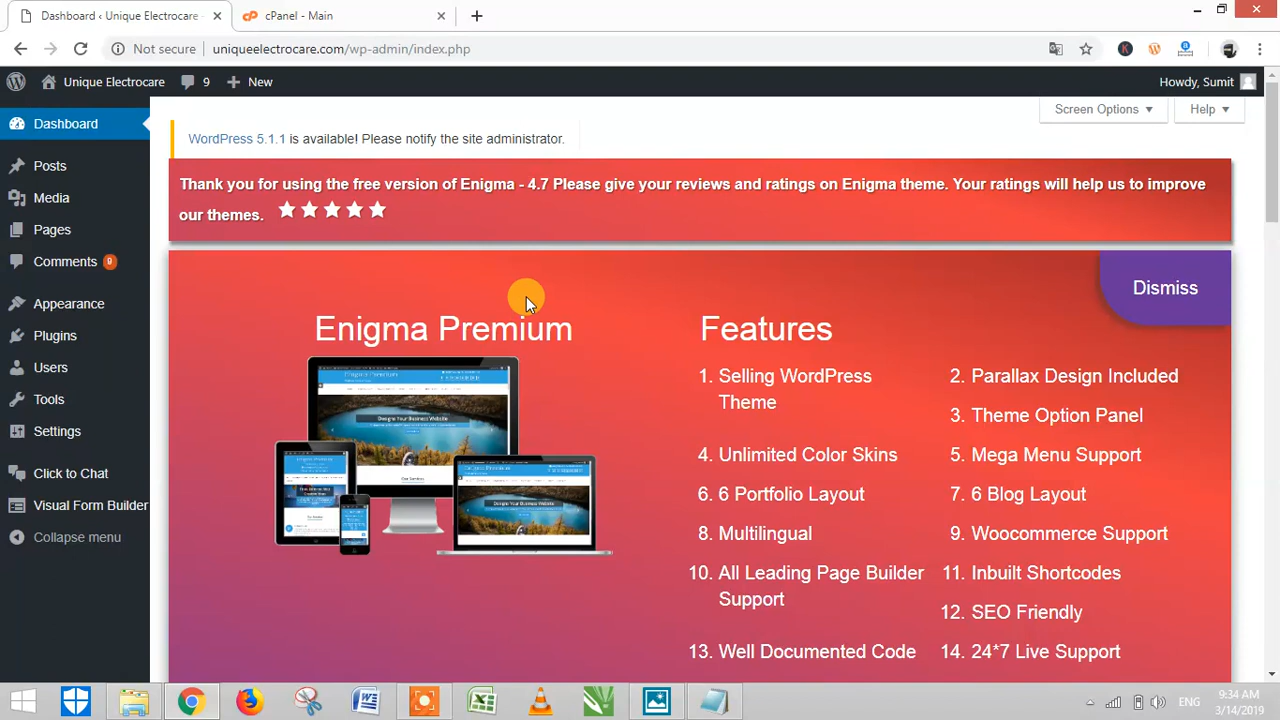 Dashboard ‹ Unique Electrocare
cPanel - Main
Not secure
uniqueelectrocare.com/wp-admin/index.php
Unique Electrocare
9
New
Howdy, Sumit
Dashboard
Posts
Media
Pages
Comments 9
Appearance
Plugins
Users
Tools
Settings
Click to Chat
Visual Form Builder
Collapse menu
Screen Options
Help
WordPress 5.1.1 is available! Please notify the site administrator.
Thank you for using the free version of Enigma - 4.7 Please give your reviews and ratings on Enigma theme. Your ratings will help us to improve
our themes.
Dismiss
Enigma Premium
Features
1. Selling WordPress
Theme
2. Parallax Design Included
3. Theme Option Panel
4. Unlimited Color Skins
5. Mega Menu Support
6. 6 Portfolio Layout
7. 6 Blog Layout
8. Multilingual
9. Woocommerce Support
10. All Leading Page Builder
Support
11. Inbuilt Shortcodes
12. SEO Friendly
13. Well Documented Code
14. 24*7 Live Support
ENG
9:34 AM
3/14/2019